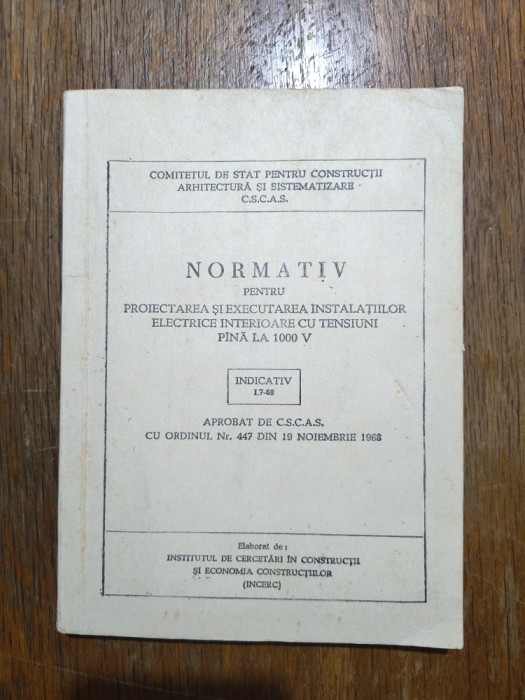 COMITETUL DE STAT PENTRU CONSTRUCȚII
ARHITECTURĂ ȘI SISTEMATIZARE
C.S.C.A.S.
NORMATIV
PENTRU
PROIECTAREA ȘI EXECUTAREA INSTALAȚIILOR
ELECTRICE INTERIOARE CU TENSIUNI
PÎNĂ LA 1000 V
INDICATIV
I.7-68
APROBAT DE C.S.C.A.S.
CU ORDINUL Nr. 447 DIN 19 NOIEMBRIE 1968
Elaborat de:
INSTITUTUL DE CERCETĂRI ÎN CONSTRUCȚII
ȘI ECONOMIA CONSTRUCȚIILOR
(INCERC)